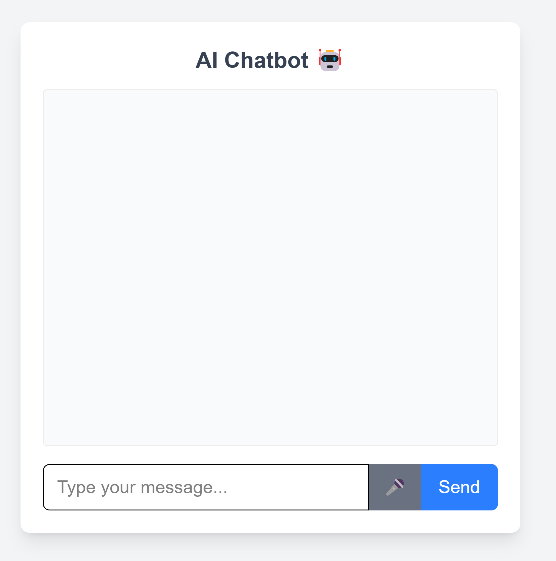 AI Chatbot 🤖
Type your message...
🎤
Send